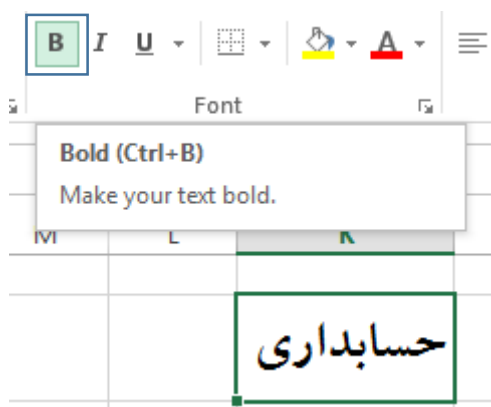 B I U A
Font
Bold (Ctrl+B)
Make your text bold.
M L K
حسابداری